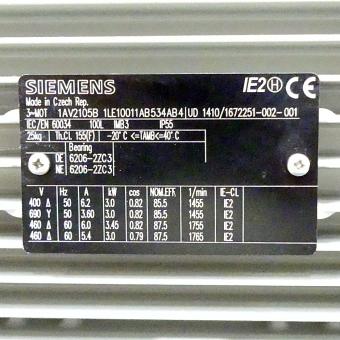 SIEMENS IE2 H CE
Made in Czech Rep.
3-MOT 1AV2105B 1LE10011AB534AB4 UD 1410/1672251-002-001
IEC/EN 60034 100L IMB3 IP55
25kg Th.Cl. 155(F) -20°C <=TAMB<=40°C
Bearing
DE 6206-2ZC3
NE 6206-2ZC3
V Hz A kW cos NOM.EFF 1/min IE-CL
400 Δ 50 6.2 3.0 0.82 85.5 1455 IE2
690 Y 50 3.60 3.0 0.82 85.5 1455 IE2
460 Δ 60 6.0 3.45 0.82 87.5 1755 IE2
460 Δ 60 5.4 3.0 0.79 87.5 1765 IE2